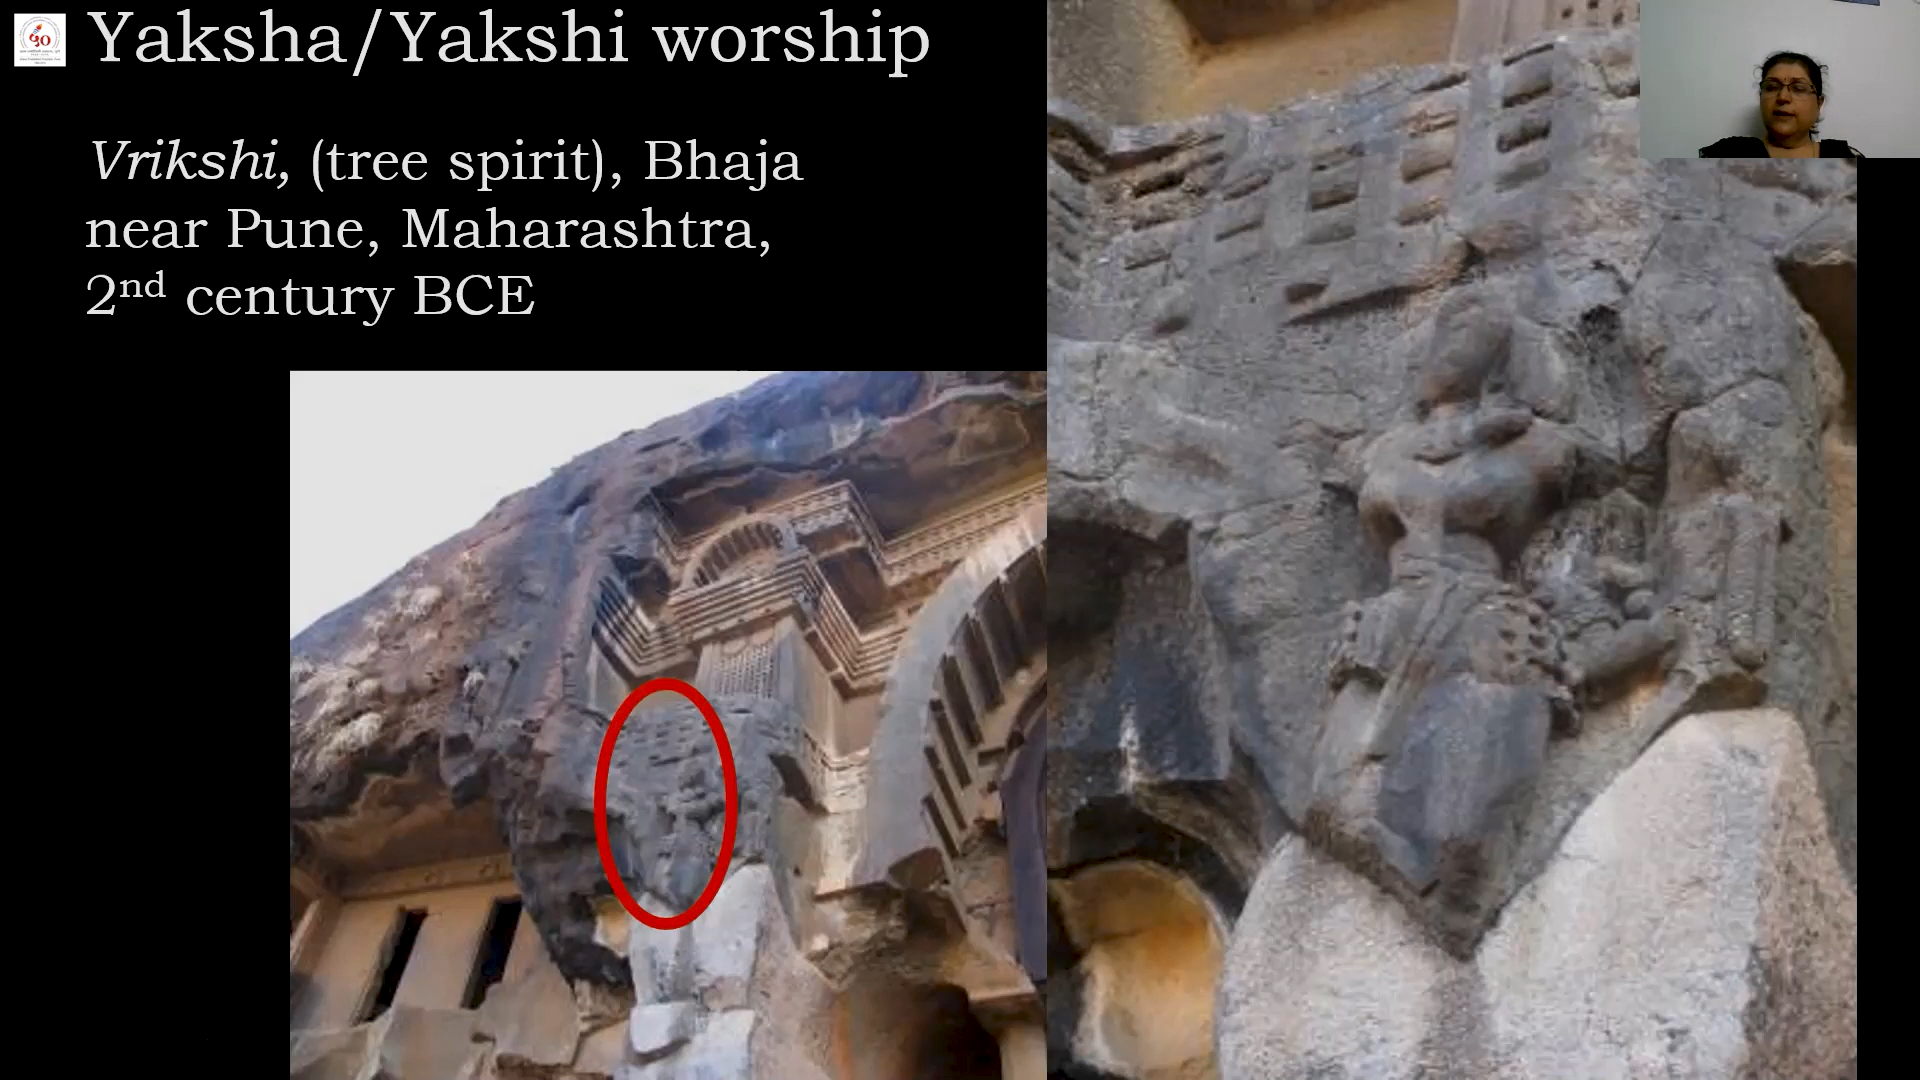 Yaksha/Yakshi worship
Vrikshi, (tree spirit), Bhaja
near Pune, Maharashtra,
2nd century BCE